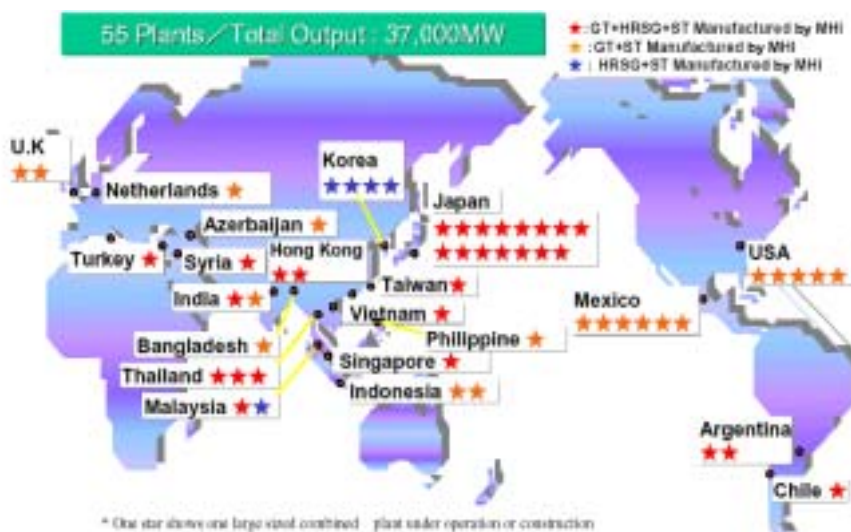 55 Plants／Total Output : 37,000MW
★:GT+HRSG+ST Manufactured by MHI
★:GT+ST Manufactured by MHI
★: HRSG+ST Manufactured by MHI
U.K
★★
Netherlands ★
Korea
★★★★
Japan
★★★★★★★★
★★★★★★★
Azerbaijan ★
Turkey ★
Syria ★
Hong Kong
★★
USA
★★★★★
India ★★
Taiwan★
Mexico
★★★★★★
Vietnam ★
Bangladesh ★
Philippine ★
Thailand ★★★
Singapore ★
Malaysia ★★
Indonesia ★★
Argentina
★★
Chile ★
* One star shows one large sized combined plant under operation or construction